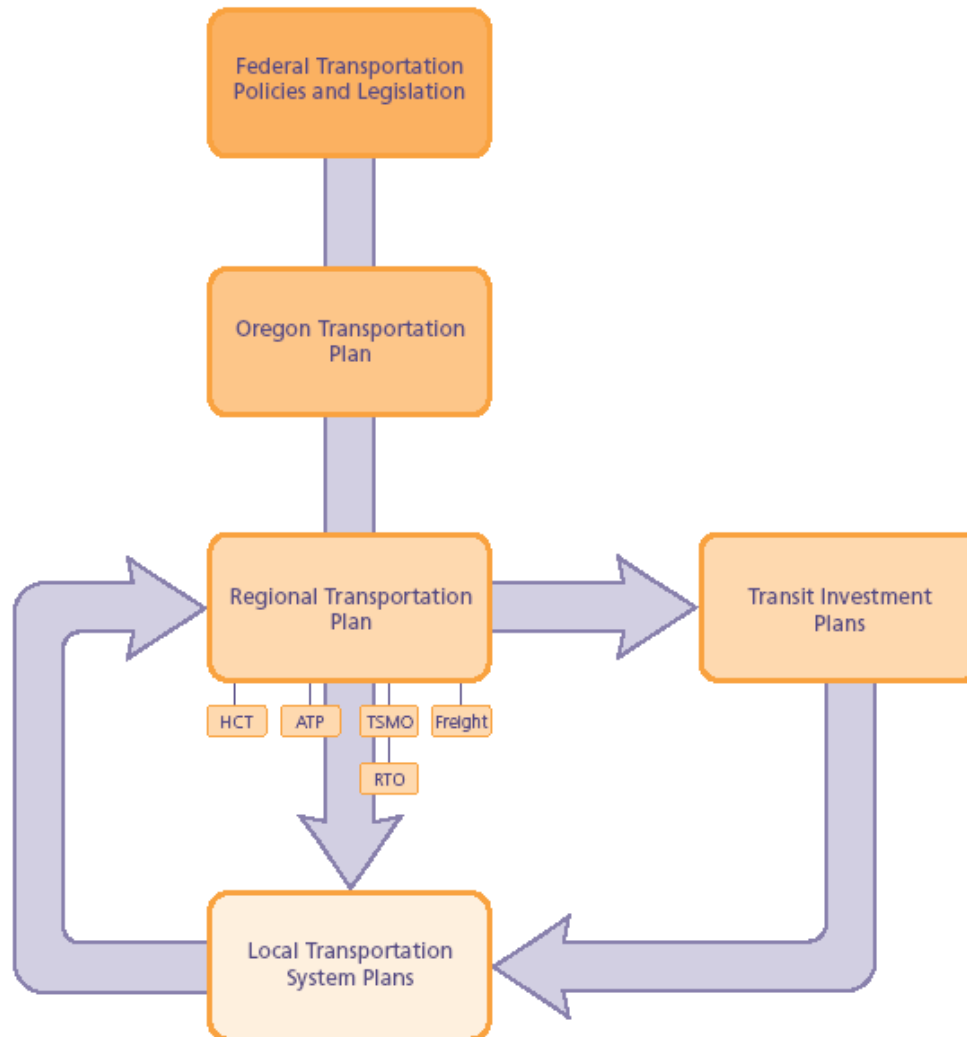 Federal Transportation
Policies and Legislation
Oregon Transportation
Plan
Regional Transportation
Plan
Transit Investment
Plans
HCT
ATP
TSMO
Freight
RTO
Local Transportation
System Plans